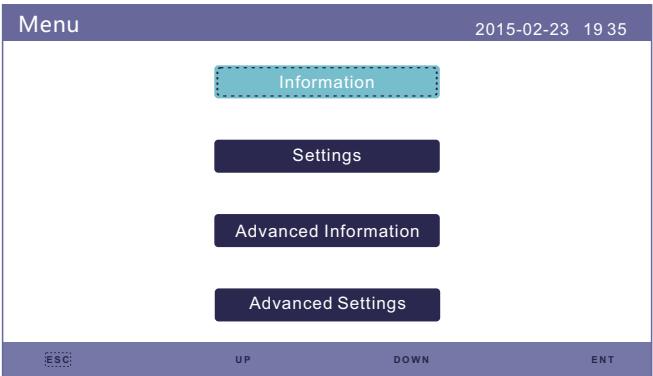 Menu 2015-02-23 19 35
Information
Settings
Advanced Information
Advanced Settings
ESC UP DOWN ENT